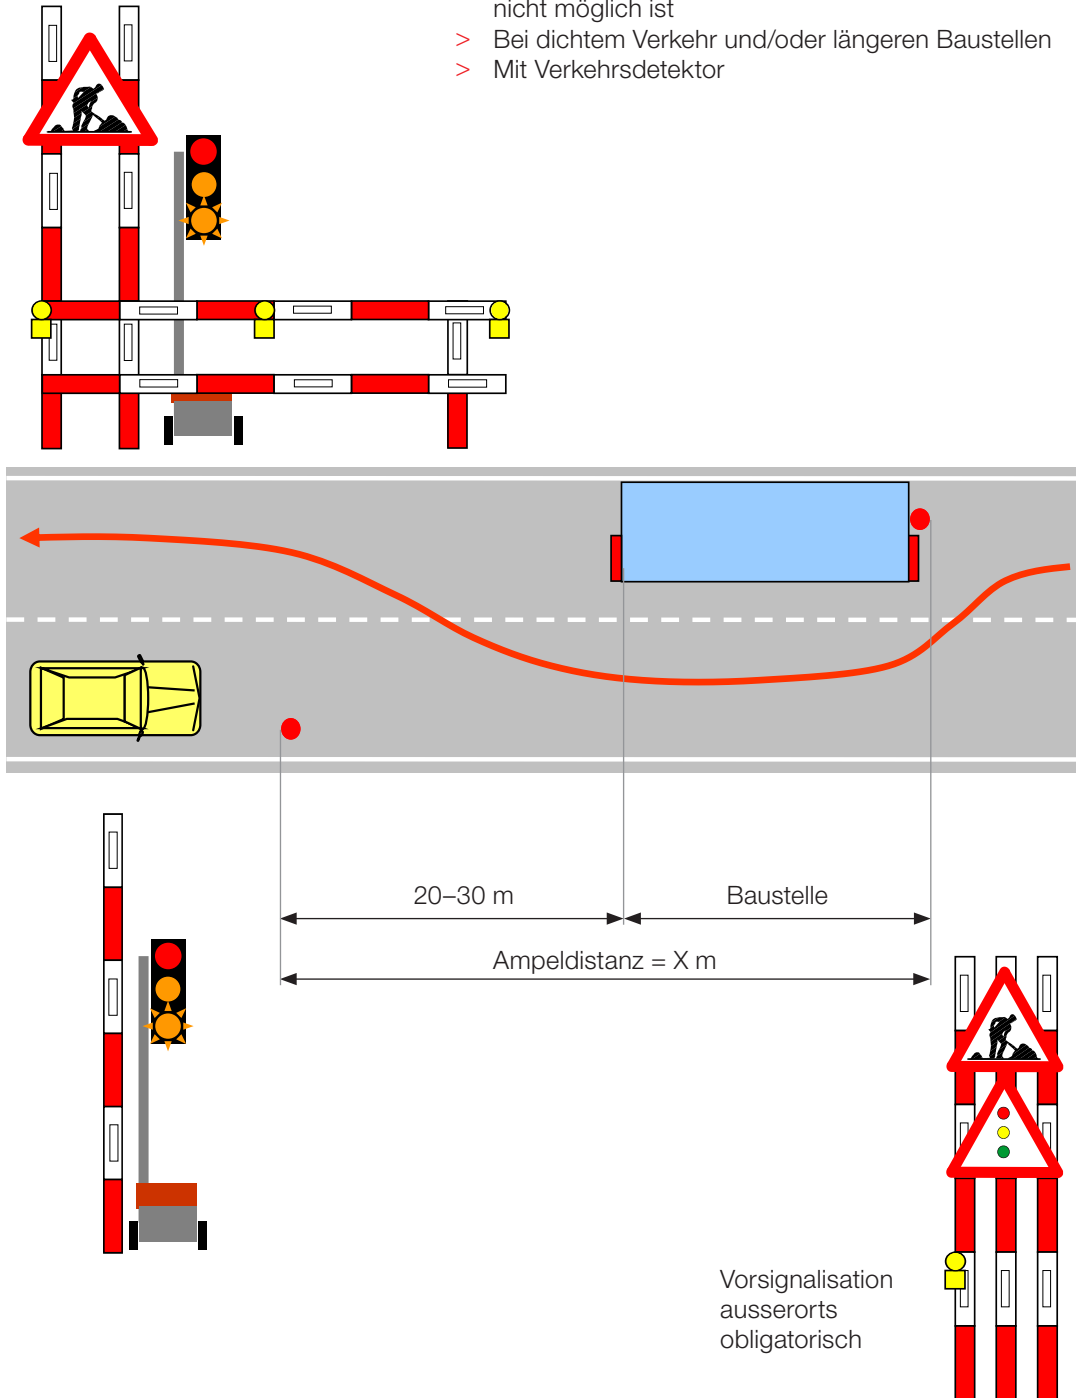 nicht möglich ist
> Bei dichtem Verkehr und/oder längeren Baustellen
> Mit Verkehrsdetektor
20–30 m
Baustelle
Ampeldistanz = X m
Vorsignalisation
ausserorts
obligatorisch